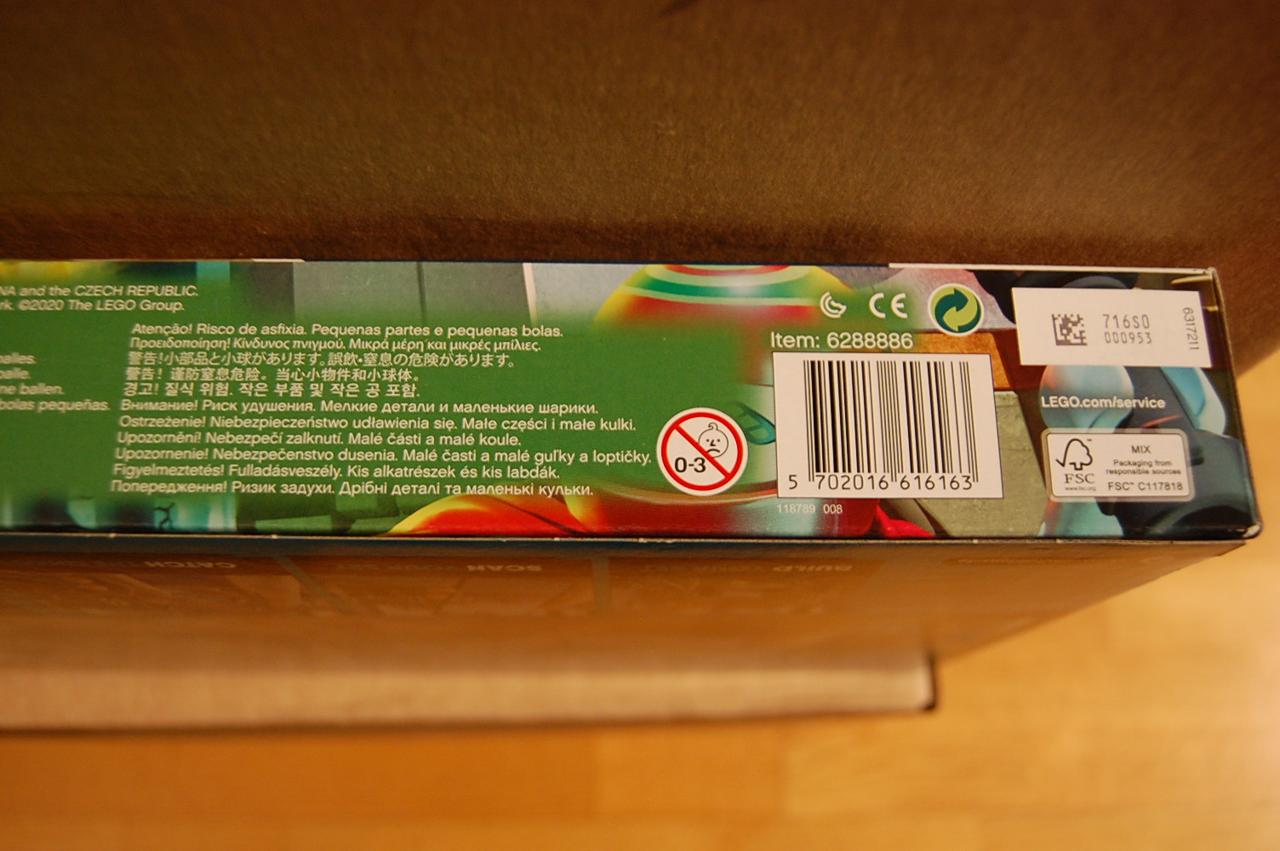 NA and the CZECH REPUBLIC.
rk. ©2020 The LEGO Group.
Atenção! Risco de asfixia. Pequenas partes e pequenas bolas.
Προειδοποίηση! Κίνδυνος πνιγμού. Μικρά μέρη και μικρές μπίλιες.
警告!小部品と小球があります。誤飲・窒息の危険があります。
警告！谨防窒息危险。当心小物件和小球体。
경고! 질식 위험. 작은 부품 및 작은 공 포함.
Внимание! Риск удушения. Мелкие детали и маленькие шарики.
Ostrzeżenie! Niebezpieczeństwo udławienia się. Małe części i małe kulki.
Upozornění! Nebezpečí zalknutí. Malé části a malé koule.
Upozornenie! Nebezpečenstvo dusenia. Malé časti a malé guľky a loptičky.
Figyelmeztetés! Fulladásveszély. Kis alkatrészek és kis labdák.
Попередження! Ризик задухи. Дрібні деталі та маленькі кульки.
balles.
balle.
ne ballen.
bolas pequeñas.
0-3
CE
Item: 6288886
5 702016 616163
118789 008
716S0
000953
6317211
LEGO.com/service
FSC
www.fsc.org
MIX
Packaging from
responsible sources
FSC™ C117818
CATCH
SCAN
BUILD